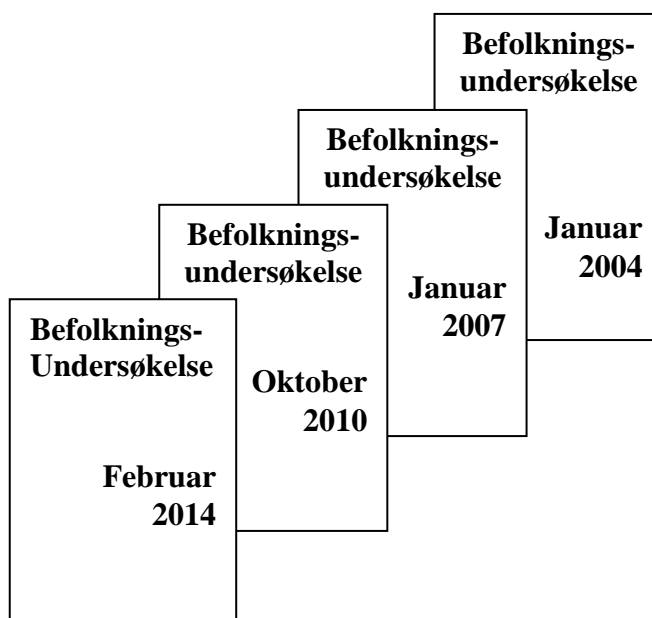 Befolknings-
undersøkelse
Januar
2004
Befolknings-
undersøkelse
Januar
2007
Befolknings-
undersøkelse
Oktober
2010
Befolknings-
Undersøkelse
Februar
2014